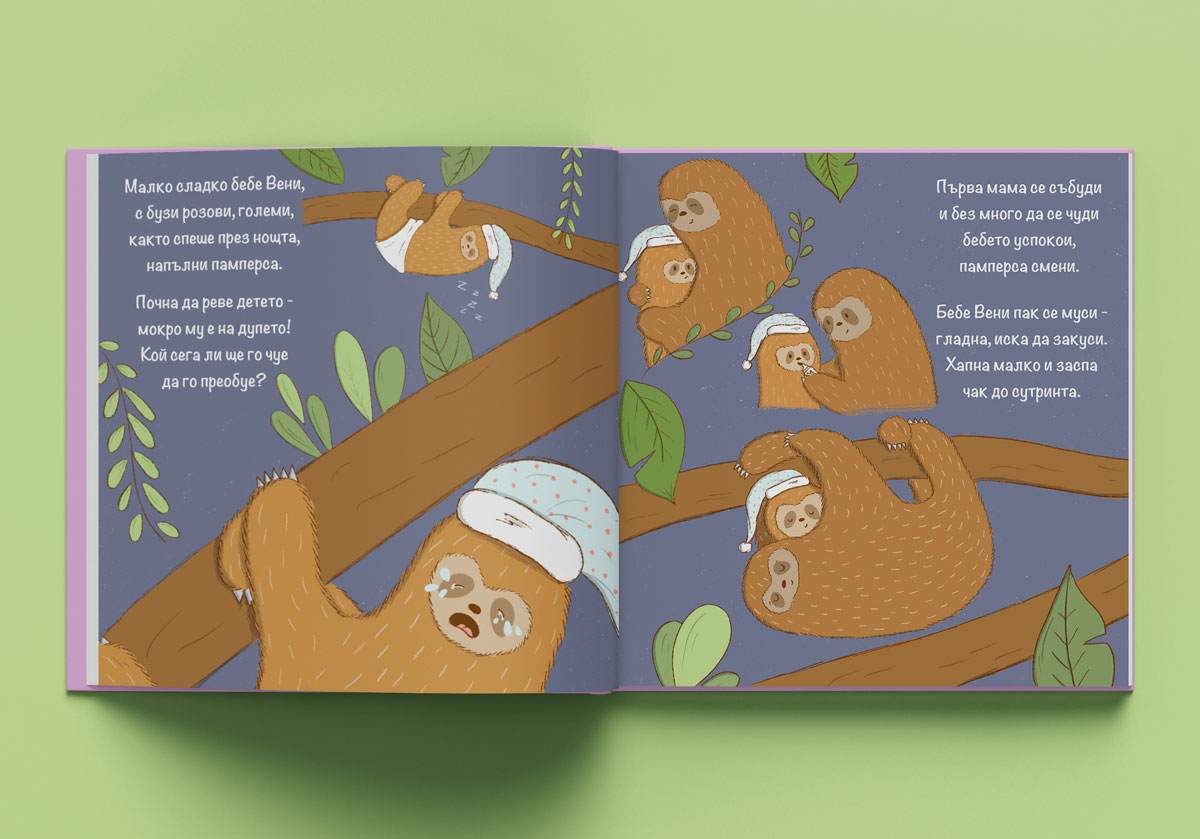 Малко сладко бебе Вени,
с бузи розови, големи,
както спеше през нощта,
напълни памперса.
Почна да реве детето -
мокро му е на дупето!
Кой сега ли ще го чуе
да го преобуе?
z
z z
z z
z z
Първа мама се събуди
и без много да се чуди
бебето успокои,
памперса смени.
Бебе Вени пак се муси -
гладна, иска да закуси.
Хапна малко и заспа
чак до сутринта.